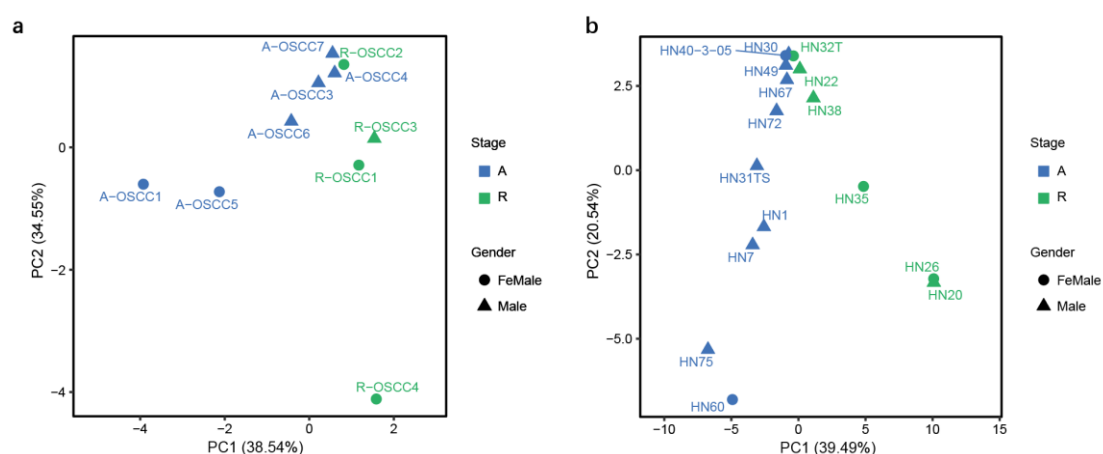 a
A-OSCC7
R-OSCC2
A-OSCC4
A-OSCC3
A-OSCC6
R-OSCC3
R-OSCC1
A-OSCC1
A-OSCC5
R-OSCC4
0
−2
−4
PC2 (34.55%)
−4
−2
0
2
PC1 (38.54%)
Stage
A
R
Gender
FeMale
Male
b
HN30
HN40-3-05
HN32T
HN49
HN22
HN67
HN38
HN72
HN31TS
HN35
HN1
HN7
HN26
HN20
HN75
HN60
2.5
0.0
−2.5
−5.0
PC2 (20.54%)
−10
−5
0
5
10
15
PC1 (39.49%)
Stage
A
R
Gender
FeMale
Male